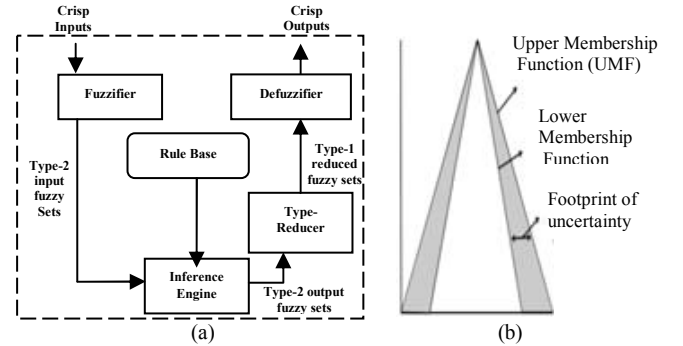 Crisp
Inputs
Crisp
Outputs
Fuzzifier
Defuzzifier
Rule Base
Type-2
input
fuzzy
Sets
Type-1
reduced
fuzzy sets
Type-
Reducer
Inference
Engine
Type-2 output
fuzzy sets
(a)
Upper Membership
Function (UMF)
Lower
Membership
Function
Footprint of
uncertainty
(b)